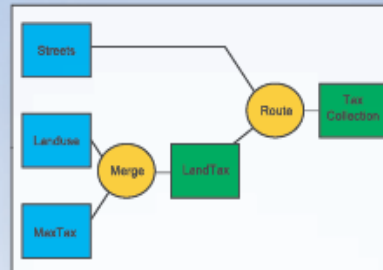 Streets
Route
Tax
Collection
Landuse
Merge
LandTax
MaxTax